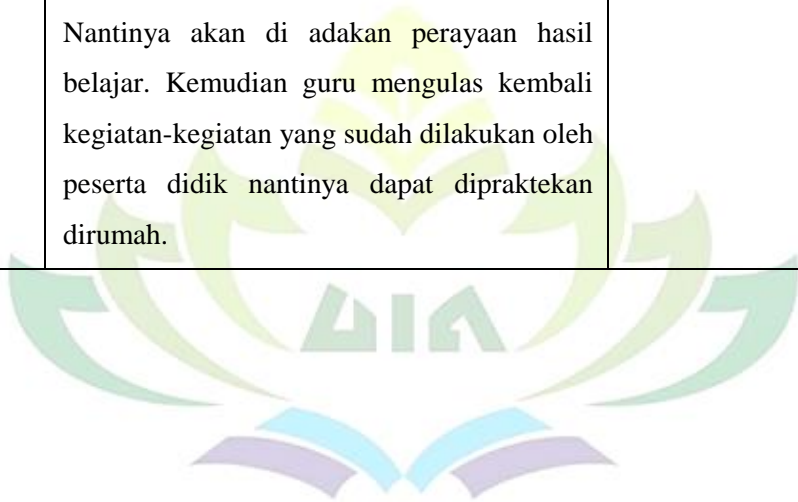 Nantinya akan di adakan perayaan hasil
belajar. Kemudian guru mengulas kembali
kegiatan-kegiatan yang sudah dilakukan oleh
peserta didik nantinya dapat dipraktekan
dirumah.
UIN